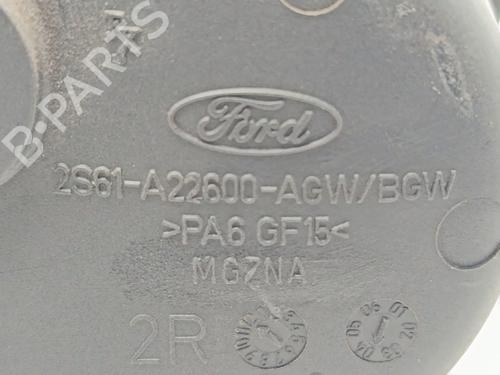 Ford
2S61-A22600-AGW/BGW
>PA6 GF15<
MGZNA
2R
B-PARTS